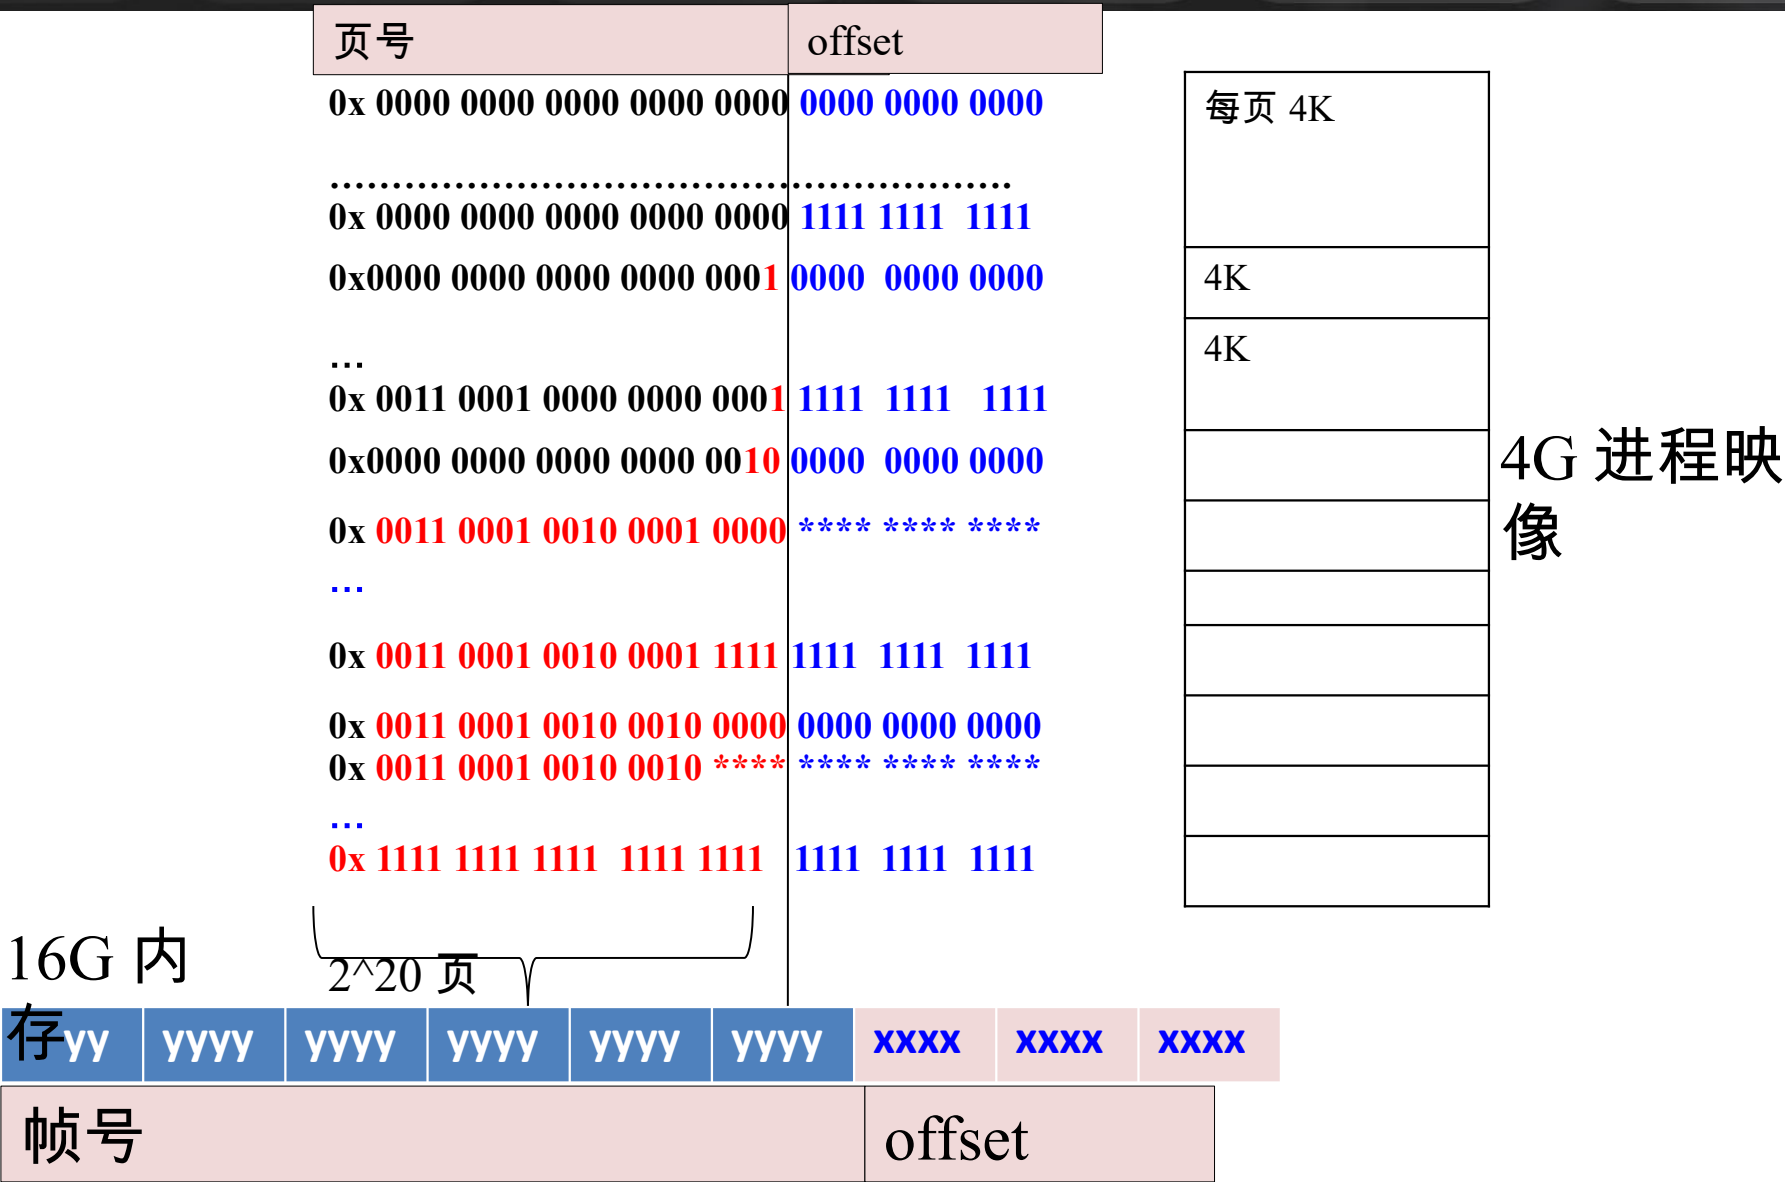 页号 offset
0x 0000 0000 0000 0000 0000 0000 0000 0000
每页 4K
.......................................................
0x 0000 0000 0000 0000 0000 1111 1111 1111
0x0000 0000 0000 0000 0001 0000 0000 0000
4K
...
4K
0x 0011 0001 0000 0000 0001 1111 1111 1111
0x0000 0000 0000 0000 0010 0000 0000 0000
4G 进程映
像
0x 0011 0001 0010 0001 0000 **** **** ****
...
0x 0011 0001 0010 0001 1111 1111 1111 1111
0x 0011 0001 0010 0010 0000 0000 0000 0000
0x 0011 0001 0010 0010 **** **** **** ****
...
0x 1111 1111 1111 1111 1111 1111 1111 1111
16G 内
存
2^20 页
yy yyyy yyyy yyyy yyyy yyyy xxxx xxxx xxxx
帧号 offset